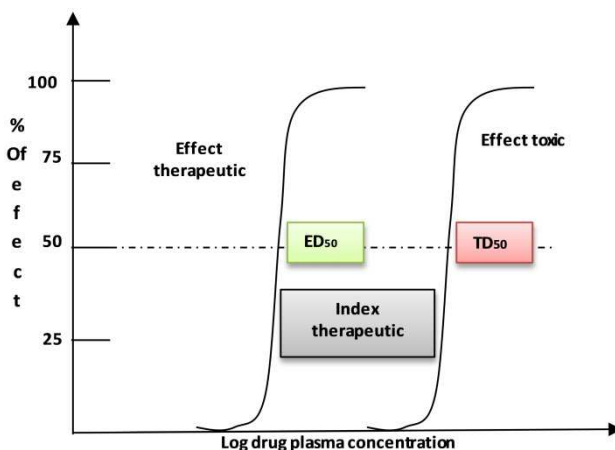 100
%
Of
e
f
f
e
c
t
Effect
therapeutic
Effect toxic
75
50
ED50
TD50
Index
therapeutic
25
Log drug plasma concentration